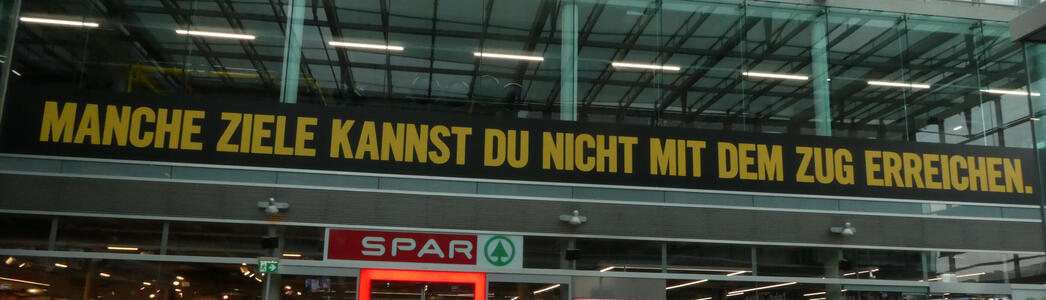 MANCHE ZIELE KANNST DU NICHT MIT DEM ZUG ERREICHEN.
SPAR